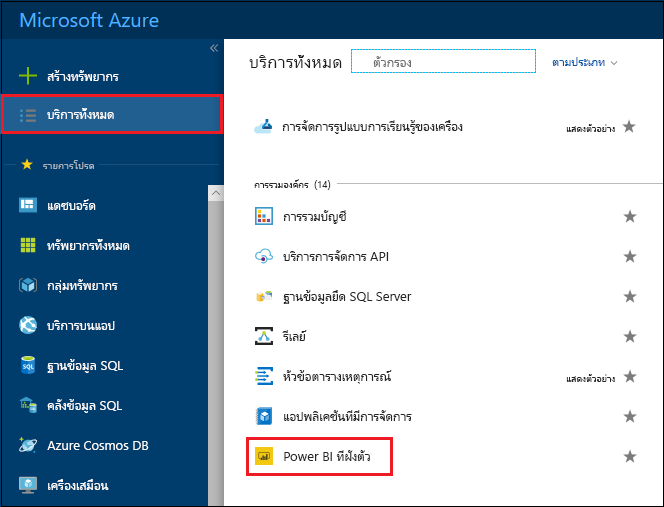 Microsoft Azure
«
สร้างทรัพยากร
บริการทั้งหมด
รายการโปรด
แดชบอร์ด
ทรัพยากรทั้งหมด
กลุ่มทรัพยากร
บริการบนแอป
ฐานข้อมูล SQL
คลังข้อมูล SQL
Azure Cosmos DB
เครื่องเสมือน
บริการทั้งหมด ตัวกรอง ตามประเภท
การจัดการรูปแบบการเรียนรู้ของเครื่อง แสดงตัวอย่าง
การรวมองค์กร (14)
การรวมบัญชี
บริการการจัดการ API
ฐานข้อมูลยืด SQL Server
รีเลย์
หัวข้อตารางเหตุการณ์ แสดงตัวอย่าง
แอปพลิเคชันที่มีการจัดการ
Power BI ที่ฝังตัว